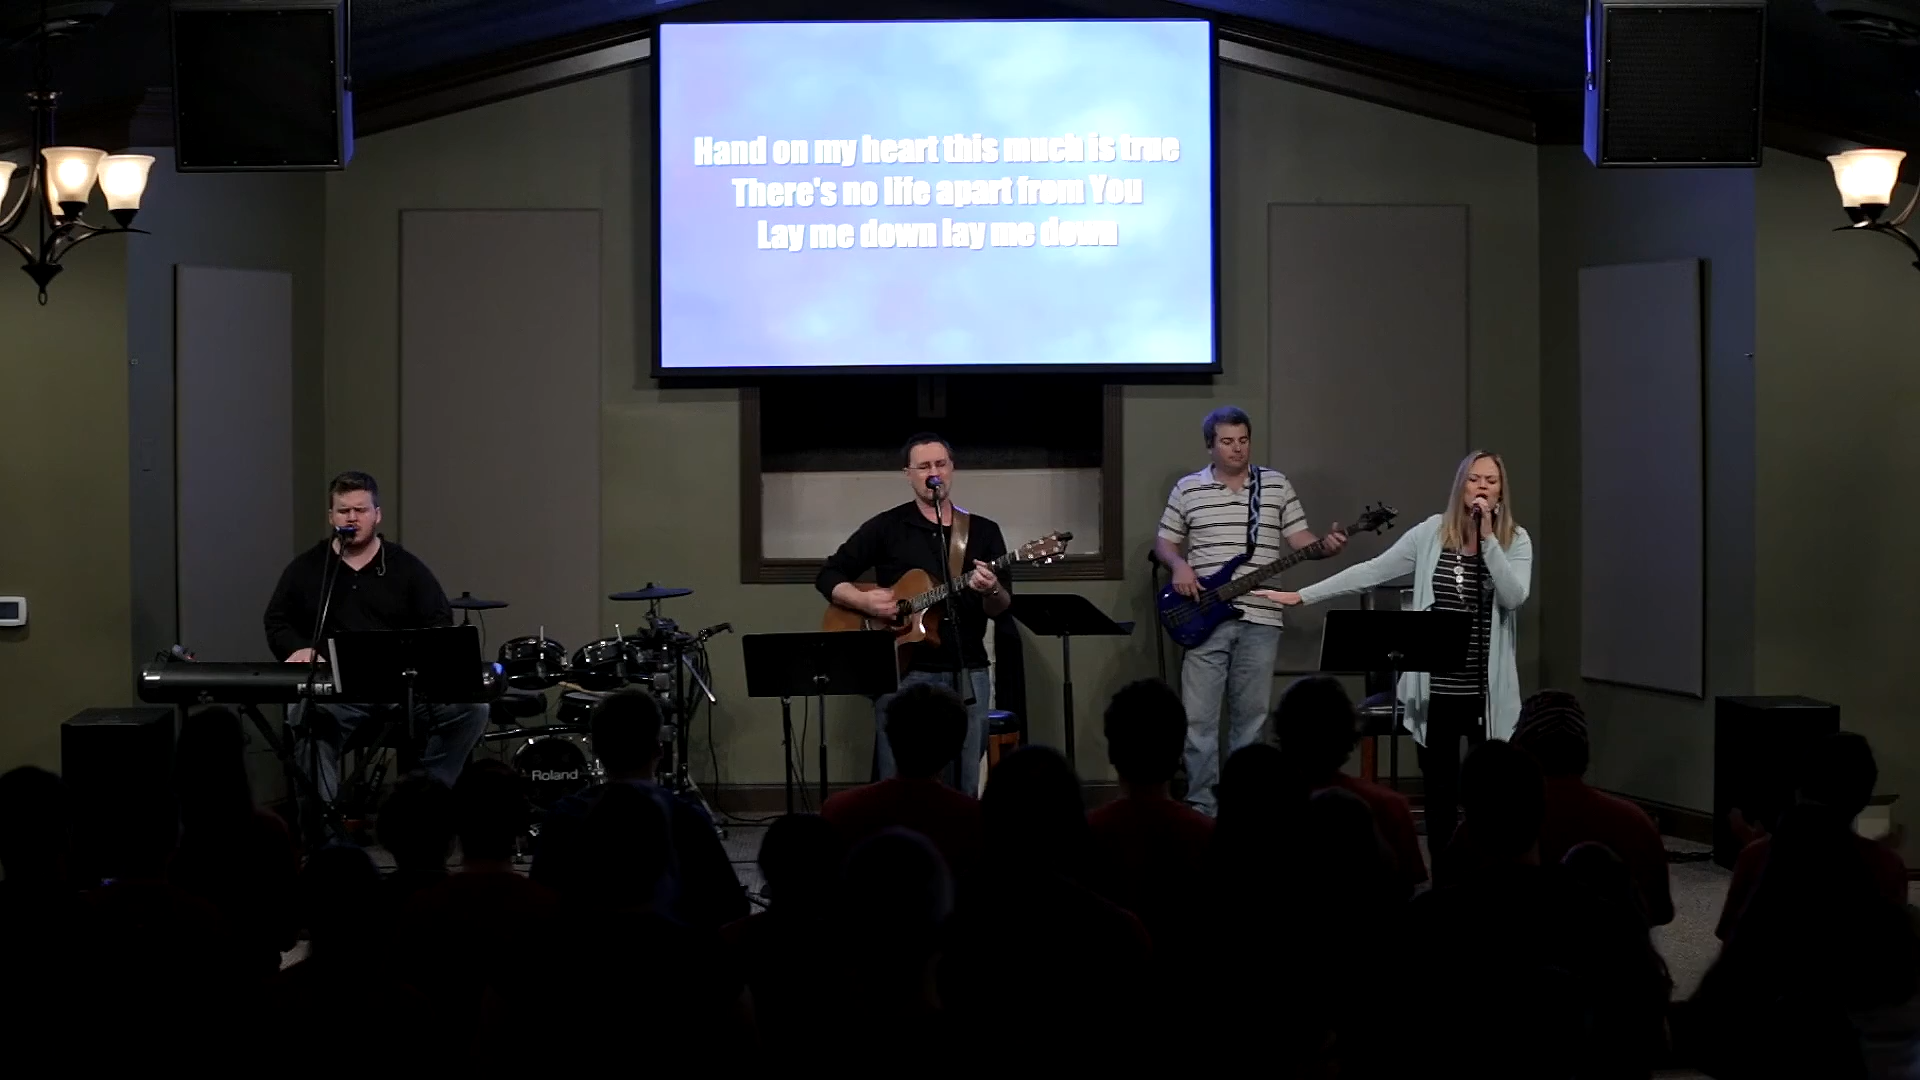 Hand on my heart this much is true
There's no life apart from You
Lay me down lay me down
Roland